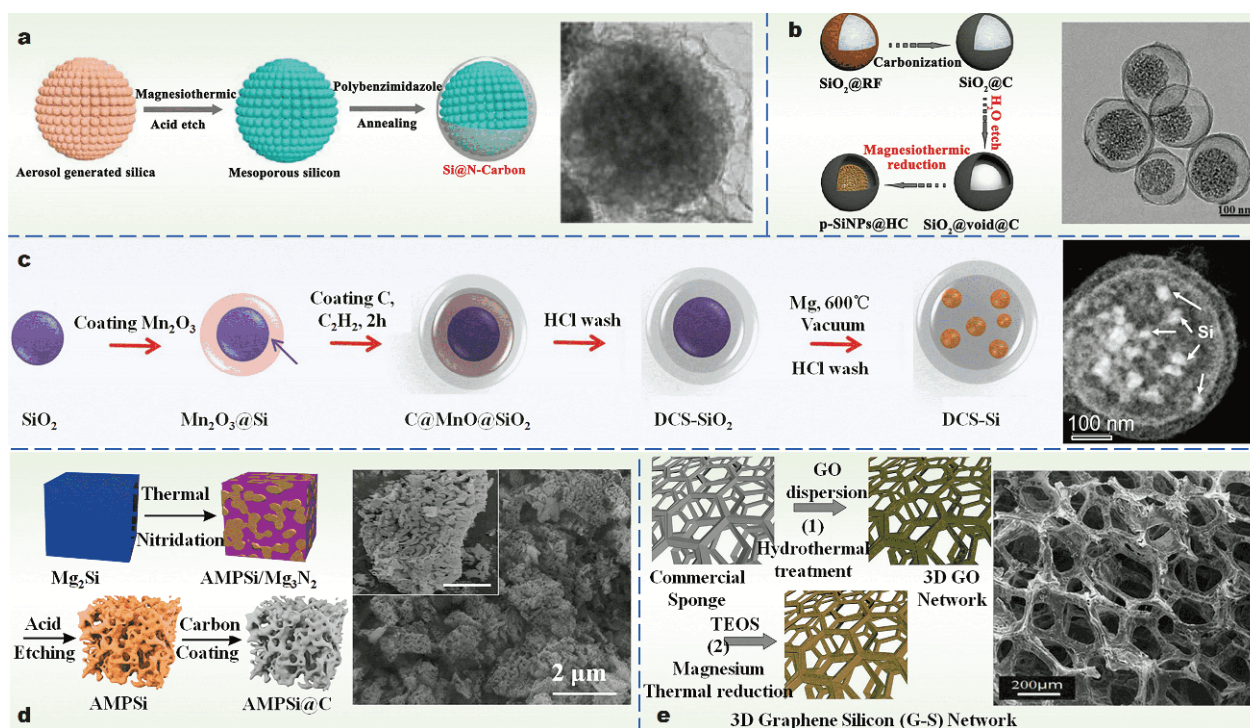 a
Magnesiothermic
Acid etch
Polybenzimidazole
Annealing
Aerosol generated silica
Mesoporous silicon
Si@N-Carbon
b
SiO₂@RF
Carbonization
SiO₂@C
H₂O etch
Magnesiothermic
reduction
p-SiNPs@HC
SiO₂@void@C
100 nm
c
Coating Mn₂O₃
Coating C,
C₂H₂, 2h
HCl wash
Mg, 600℃
Vacuum
HCl wash
SiO₂
Mn₂O₃@Si
C@MnO@SiO₂
DCS-SiO₂
DCS-Si
Si
100 nm
Thermal
Nitridation
Mg₂Si
AMPSi/Mg₃N₂
Acid
Etching
Carbon
Coating
AMPSi
AMPSi@C
2 μm
d
GO
dispersion
(1)
Hydrothermal
treatment
Commercial
Sponge
3D GO
Network
TEOS
(2)
Magnesium
Thermal reduction
200μm
e
3D Graphene Silicon (G-S) Network